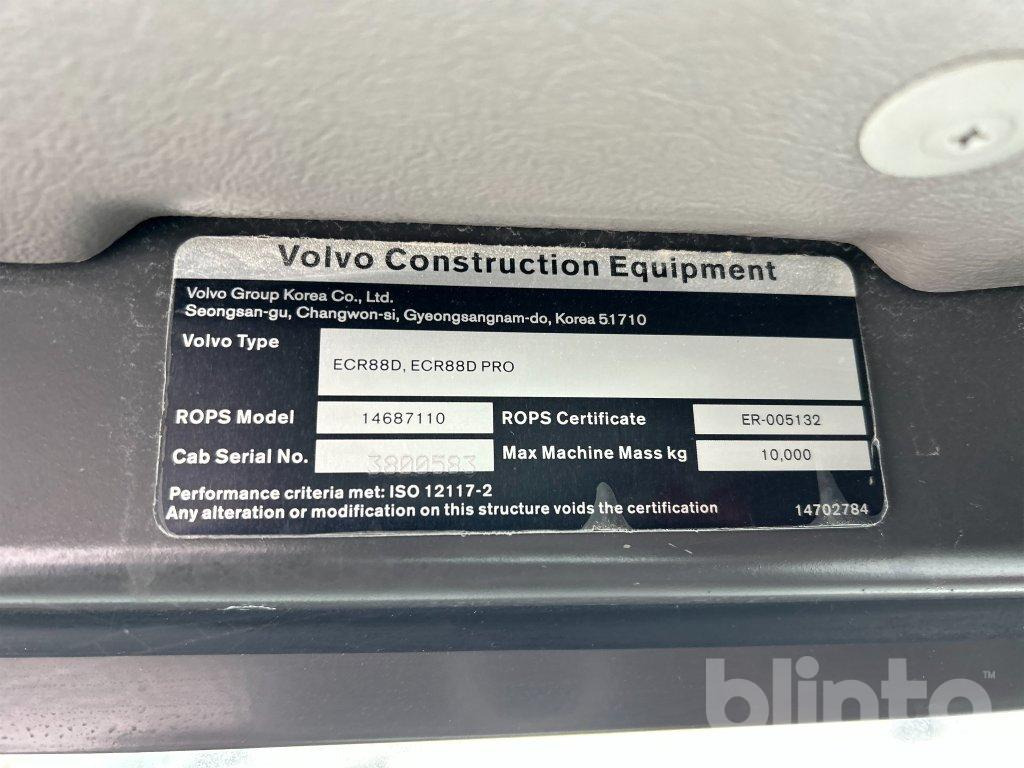 Volvo Construction Equipment
Volvo Group Korea Co., Ltd.
Seongsan-gu, Changwon-si, Gyeongsangnam-do, Korea 51710
Volvo Type
ECR88D, ECR88D PRO
ROPS Model 14687110 ROPS Certificate ER-005132
Cab Serial No. 3800583 Max Machine Mass kg 10,000
Performance criteria met: ISO 12117-2
Any alteration or modification on this structure voids the certification 14702784
blinto™